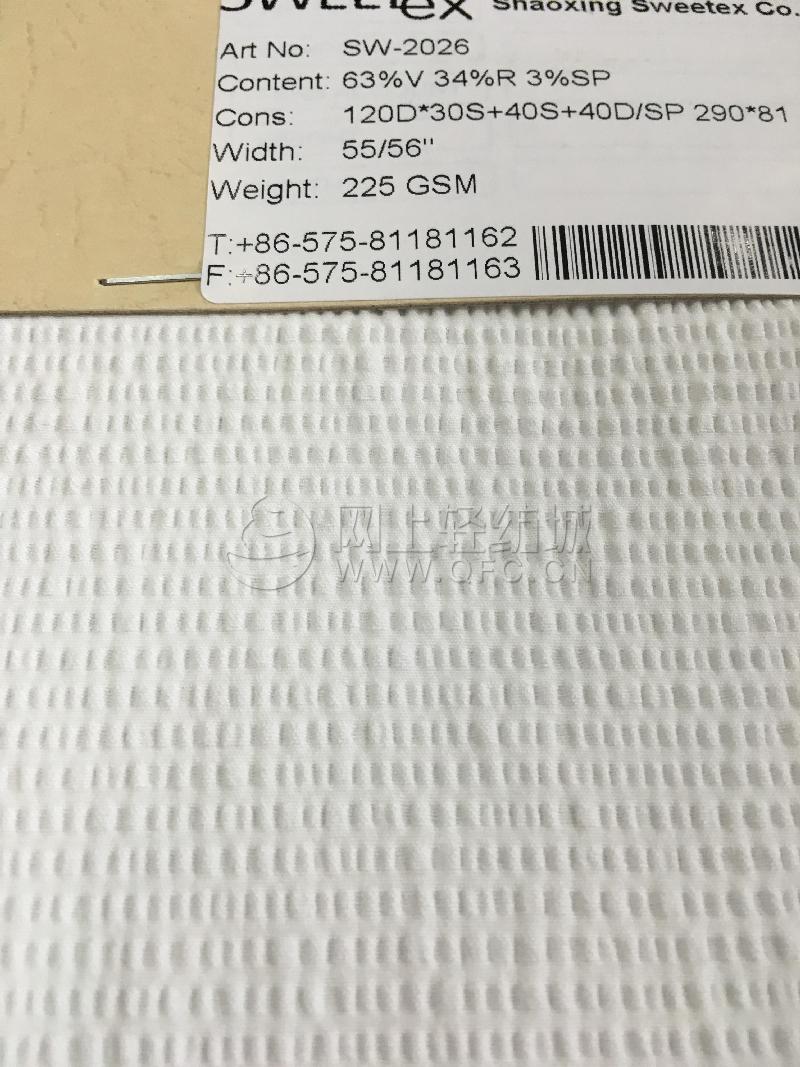 SWEETex Shaoxing Sweetex Co.
Art No: SW-2026
Content: 63%V 34%R 3%SP
Cons: 120D*30S+40S+40D/SP 290*81
Width: 55/56"
Weight: 225 GSM
T:+86-575-81181162
F:+86-575-81181163
网上轻纺城
WWW.QFC.CN